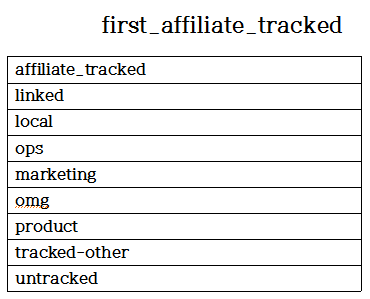 first_affiliate_tracked
affiliate_tracked
linked
local
ops
marketing
omg
product
tracked-other
untracked